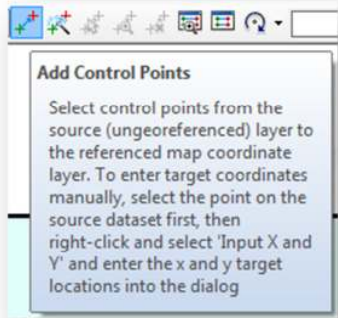 Add Control Points
Select control points from the
source (ungeoreferenced) layer to
the referenced map coordinate
layer. To enter target coordinates
manually, select the point on the
source dataset first, then
right-click and select 'Input X and
Y' and enter the x and y target
locations into the dialog